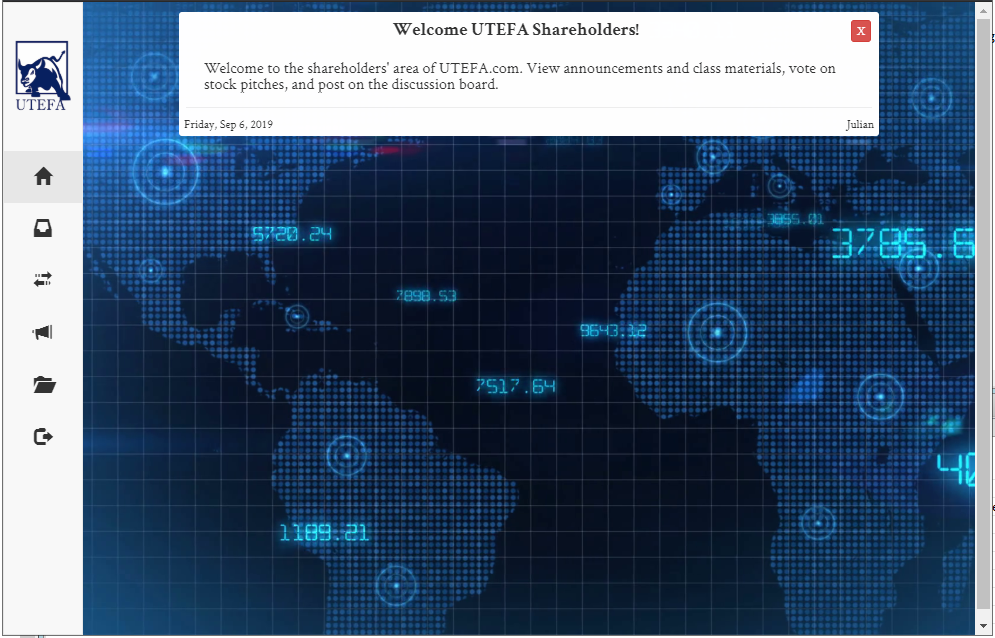 Welcome UTEFA Shareholders!
x
Welcome to the shareholders' area of UTEFA.com. View announcements and class materials, vote on
stock pitches, and post on the discussion board.
UTEFA
Friday, Sep 6, 2019
Julian
3855.01
5720.24
3785.6
7898.53
9643.12
7517.64
40
1189.21